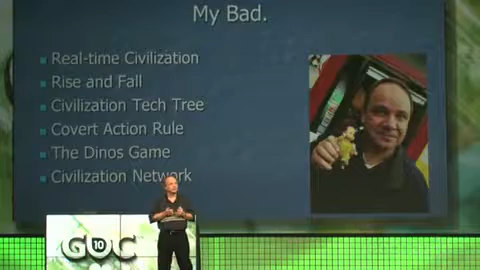 My Bad.
Real-time Civilization
Rise and Fall
Civilization Tech Tree
Covert Action Rule
The Dinos Game
Civilization Network
GDC 10